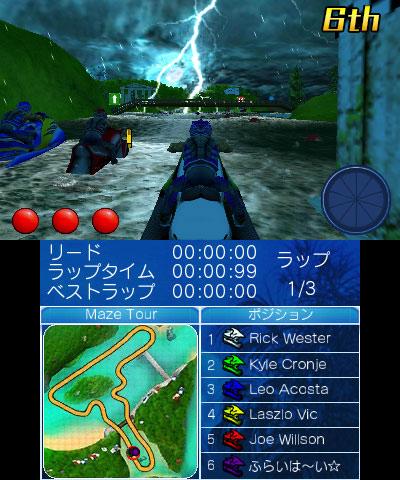 6th
リード 00:00:00
ラップタイム 00:00:99
ベストラップ 00:00:00
ラップ
1/3
Maze Tour
ポジション
1 Rick Wester
2 Kyle Cronje
3 Leo Acosta
4 Laszlo Vic
5 Joe Willson
6 ふらいは〜い☆